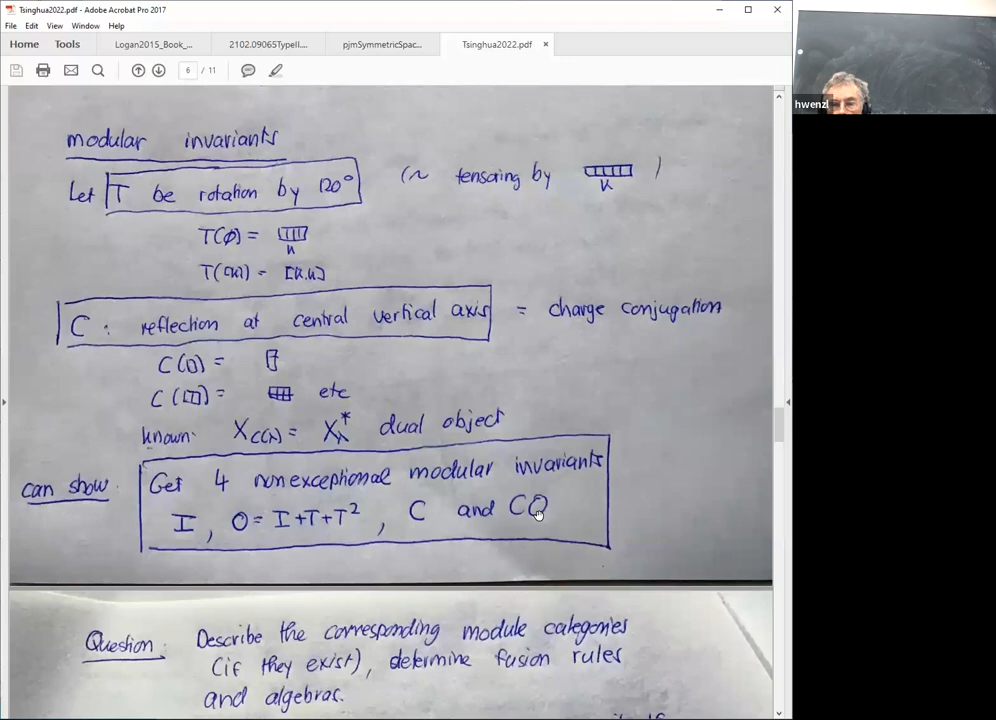 Tsinghua2022.pdf - Adobe Acrobat Pro 2017
File Edit View Window Help
Home Tools Logan2015_Book_... 2102.09065TypeII.... pjmSymmetricSpac... Tsinghua2022.pdf ×
6 / 11
hwenzl
modular invariants
Let T be rotation by 120° (~ tensoring by )
k
T(Ø) =
k
T([k]) = [k,k]
C : reflection at central vertical axis = charge conjugation
C(□) =
C( ) = etc
known: X_{C(λ)} = X_λ^* dual object
can show: Get 4 nonexceptional modular invariants
I, O = I+T+T², C and CO
Question: Describe the corresponding module categories
(if they exist), determine fusion rules
and algebras.